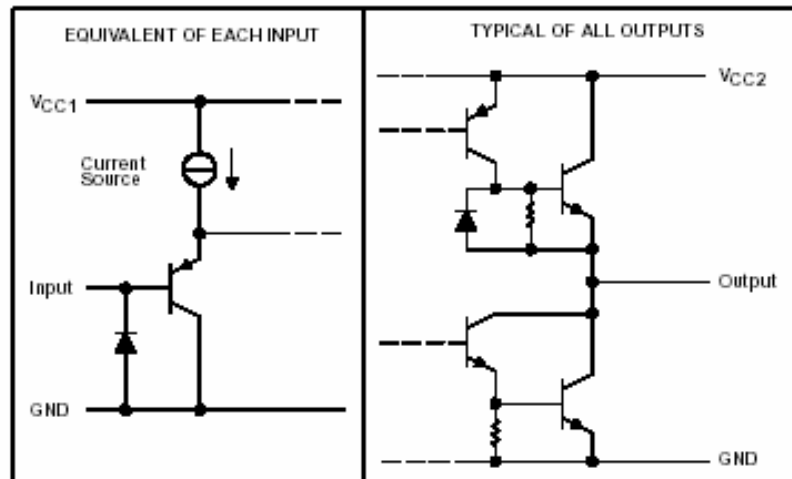 EQUIVALENT OF EACH INPUT
VCC1
Current
Source
Input
GND
TYPICAL OF ALL OUTPUTS
VCC2
Output
GND